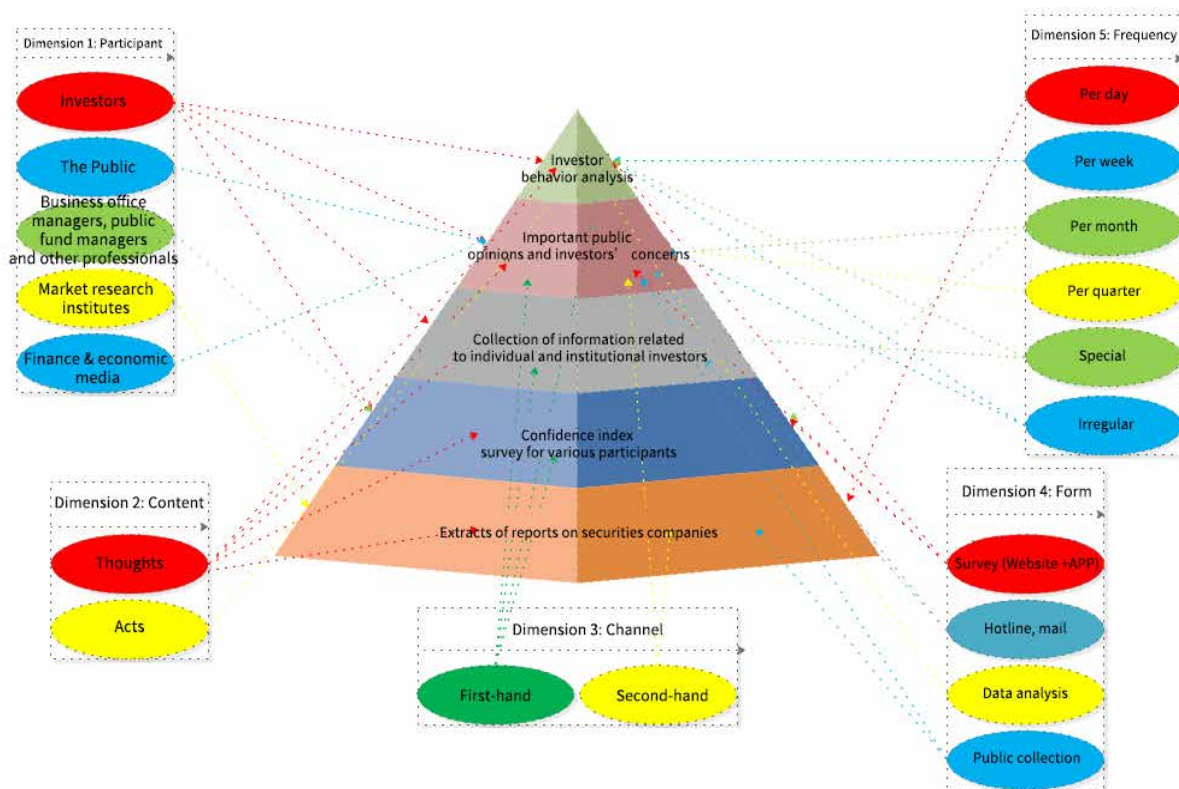 Dimension 1: Participant
Investors
The Public
Business office
managers, public
fund managers
and other professionals
Market research
institutes
Finance & economic
media
Dimension 2: Content
Thoughts
Acts
Investor
behavior analysis
Important public
opinions and investors’ concerns
Collection of information related
to individual and institutional investors
Confidence index
survey for various participants
Extracts of reports on securities companies
Dimension 3: Channel
First-hand
Second-hand
Dimension 5: Frequency
Per day
Per week
Per month
Per quarter
Special
Irregular
Dimension 4: Form
Survey (Website +APP)
Hotline, mail
Data analysis
Public collection